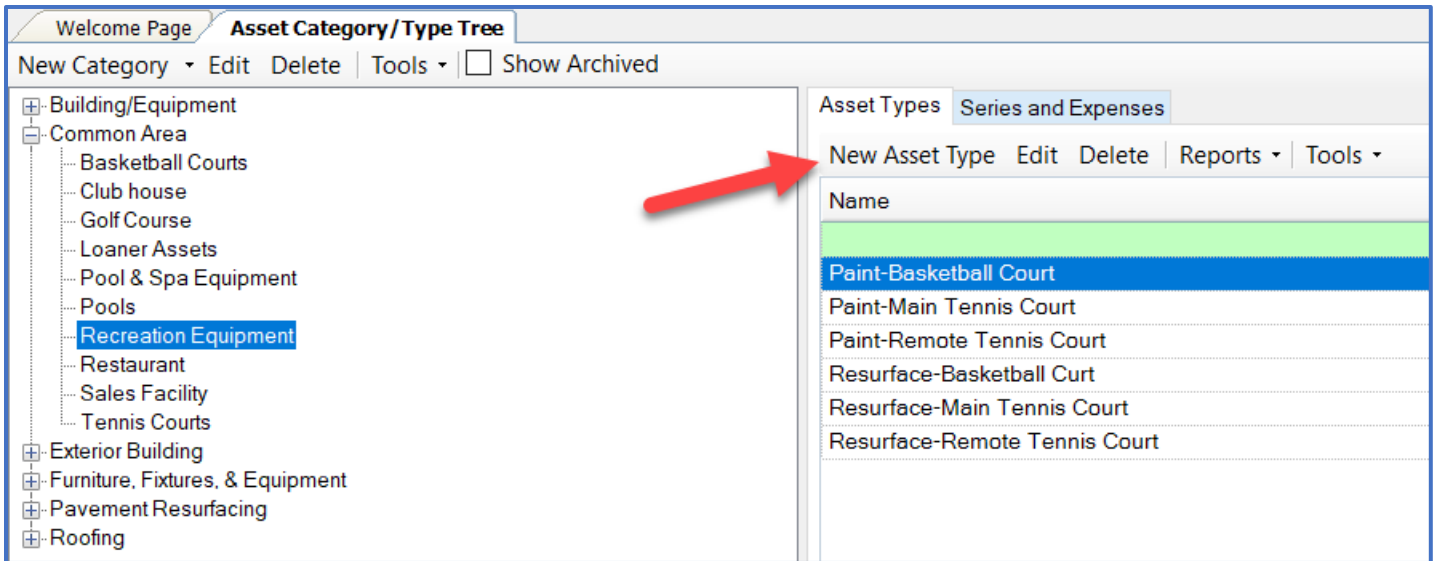 Welcome Page Asset Category/Type Tree
New Category Edit Delete Tools Show Archived
Building/Equipment
Common Area
Basketball Courts
Club house
Golf Course
Loaner Assets
Pool & Spa Equipment
Pools
Recreation Equipment
Restaurant
Sales Facility
Tennis Courts
Exterior Building
Furniture, Fixtures, & Equipment
Pavement Resurfacing
Roofing
Asset Types Series and Expenses
New Asset Type Edit Delete Reports Tools
Name
Paint-Basketball Court
Paint-Main Tennis Court
Paint-Remote Tennis Court
Resurface-Basketball Curt
Resurface-Main Tennis Court
Resurface-Remote Tennis Court